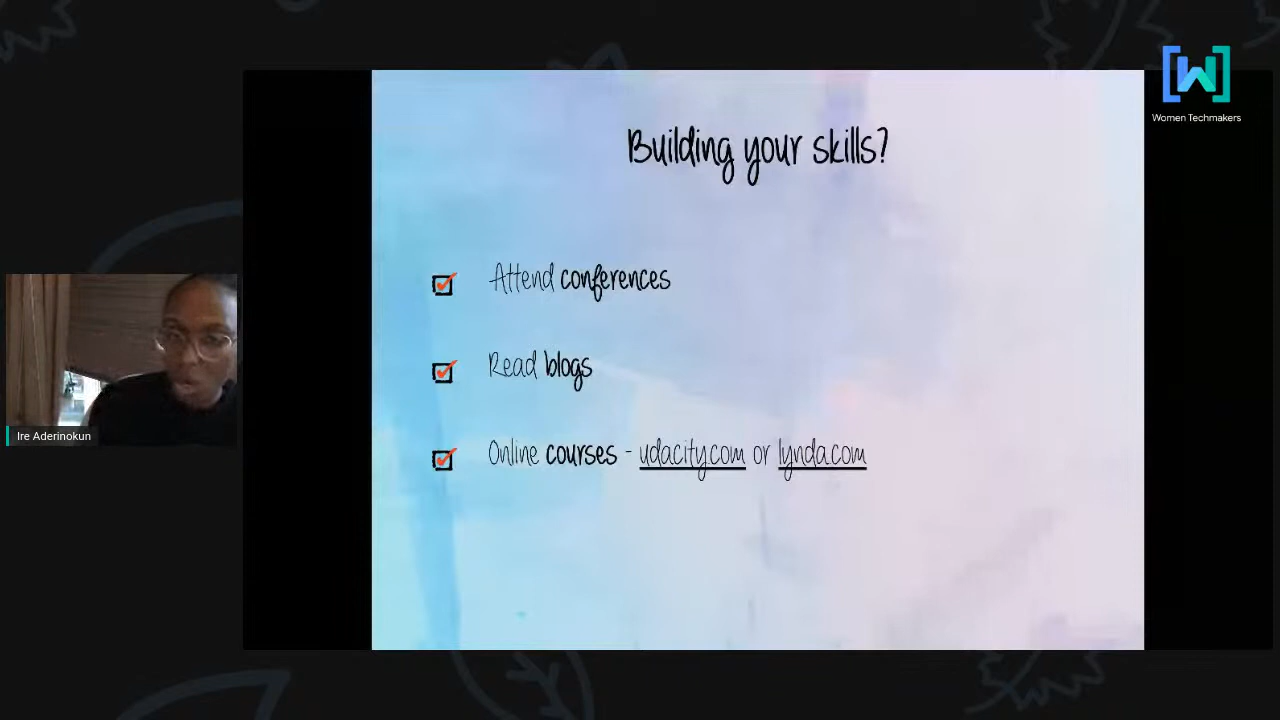 Women Techmakers
Building your skills?
Attend conferences
Read blogs
Online courses - udacity.com or lynda.com
Ire Aderinokun